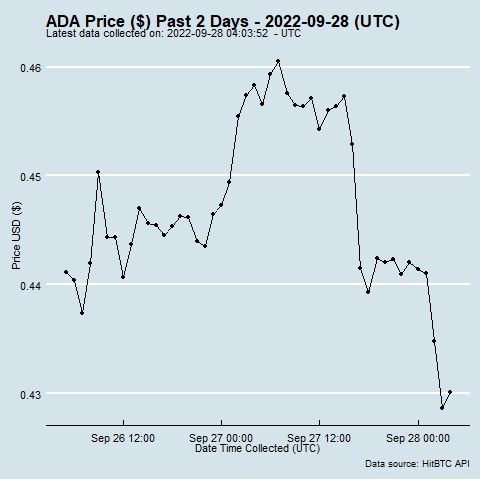 ADA Price ($) Past 2 Days - 2022-09-28 (UTC)
Latest data collected on: 2022-09-28 04:03:52 - UTC
0.46
0.45
Price USD ($)
0.44
0.43
Sep 26 12:00 Sep 27 00:00 Sep 27 12:00 Sep 28 00:00
Date Time Collected (UTC)
Data source: HitBTC API